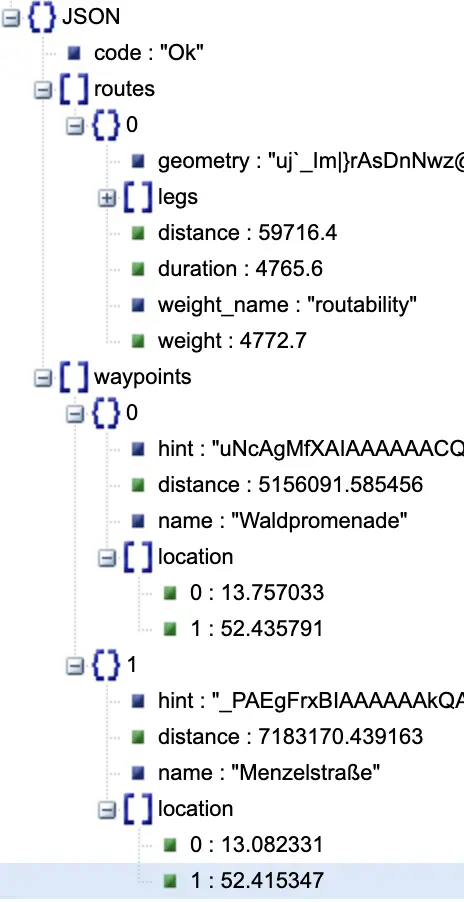 JSON
code : "Ok"
routes
0
geometry : "uj`_Im|}rAsDnNwz@
legs
distance : 59716.4
duration : 4765.6
weight_name : "routability"
weight : 4772.7
waypoints
0
hint : "uNcAgMfXAIAAAAAACQ
distance : 5156091.585456
name : "Waldpromenade"
location
0 : 13.757033
1 : 52.435791
1
hint : "_PAEgFrxBIAAAAAAkQA
distance : 7183170.439163
name : "Menzelstraße"
location
0 : 13.082331
1 : 52.415347